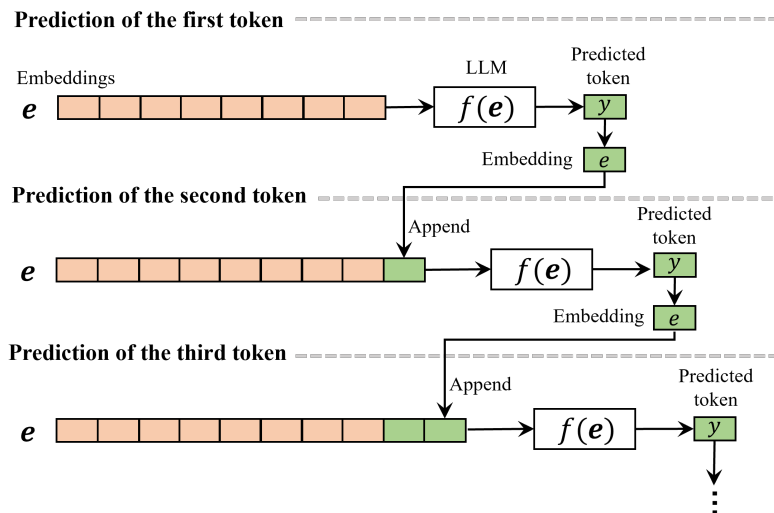 Prediction of the first token
Embeddings
LLM
Predicted
token
e
f(e)
y
Embedding
e
Prediction of the second token
Append
Predicted
token
e
f(e)
y
Embedding
e
Prediction of the third token
Append
Predicted
token
e
f(e)
y